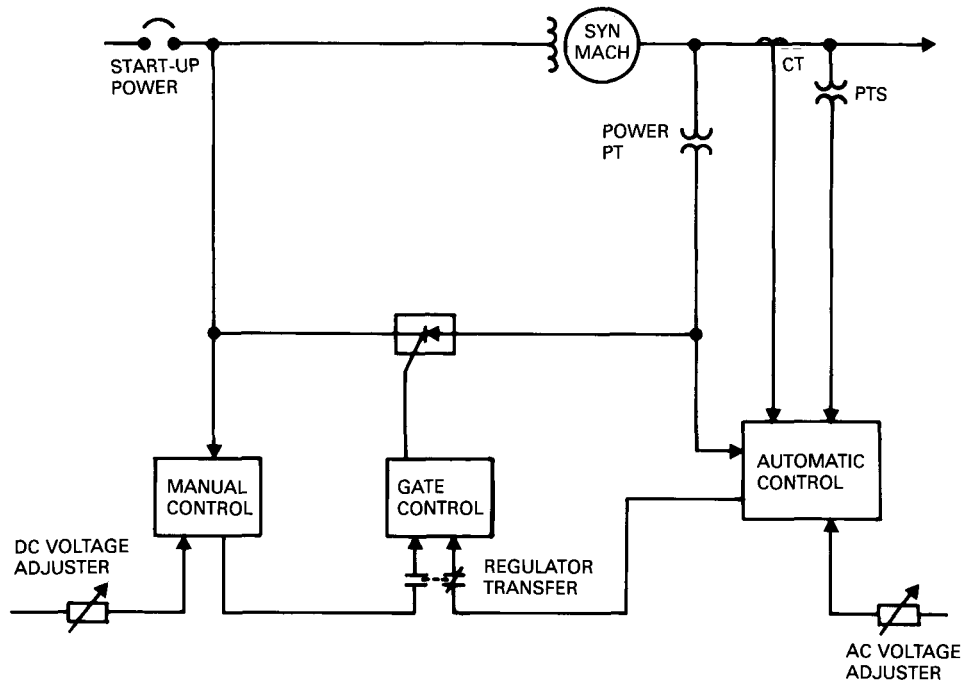 SYN
MACH
START-UP
POWER
CT
PTS
POWER
PT
AUTOMATIC
CONTROL
MANUAL
CONTROL
GATE
CONTROL
DC VOLTAGE
ADJUSTER
REGULATOR
TRANSFER
AC VOLTAGE
ADJUSTER